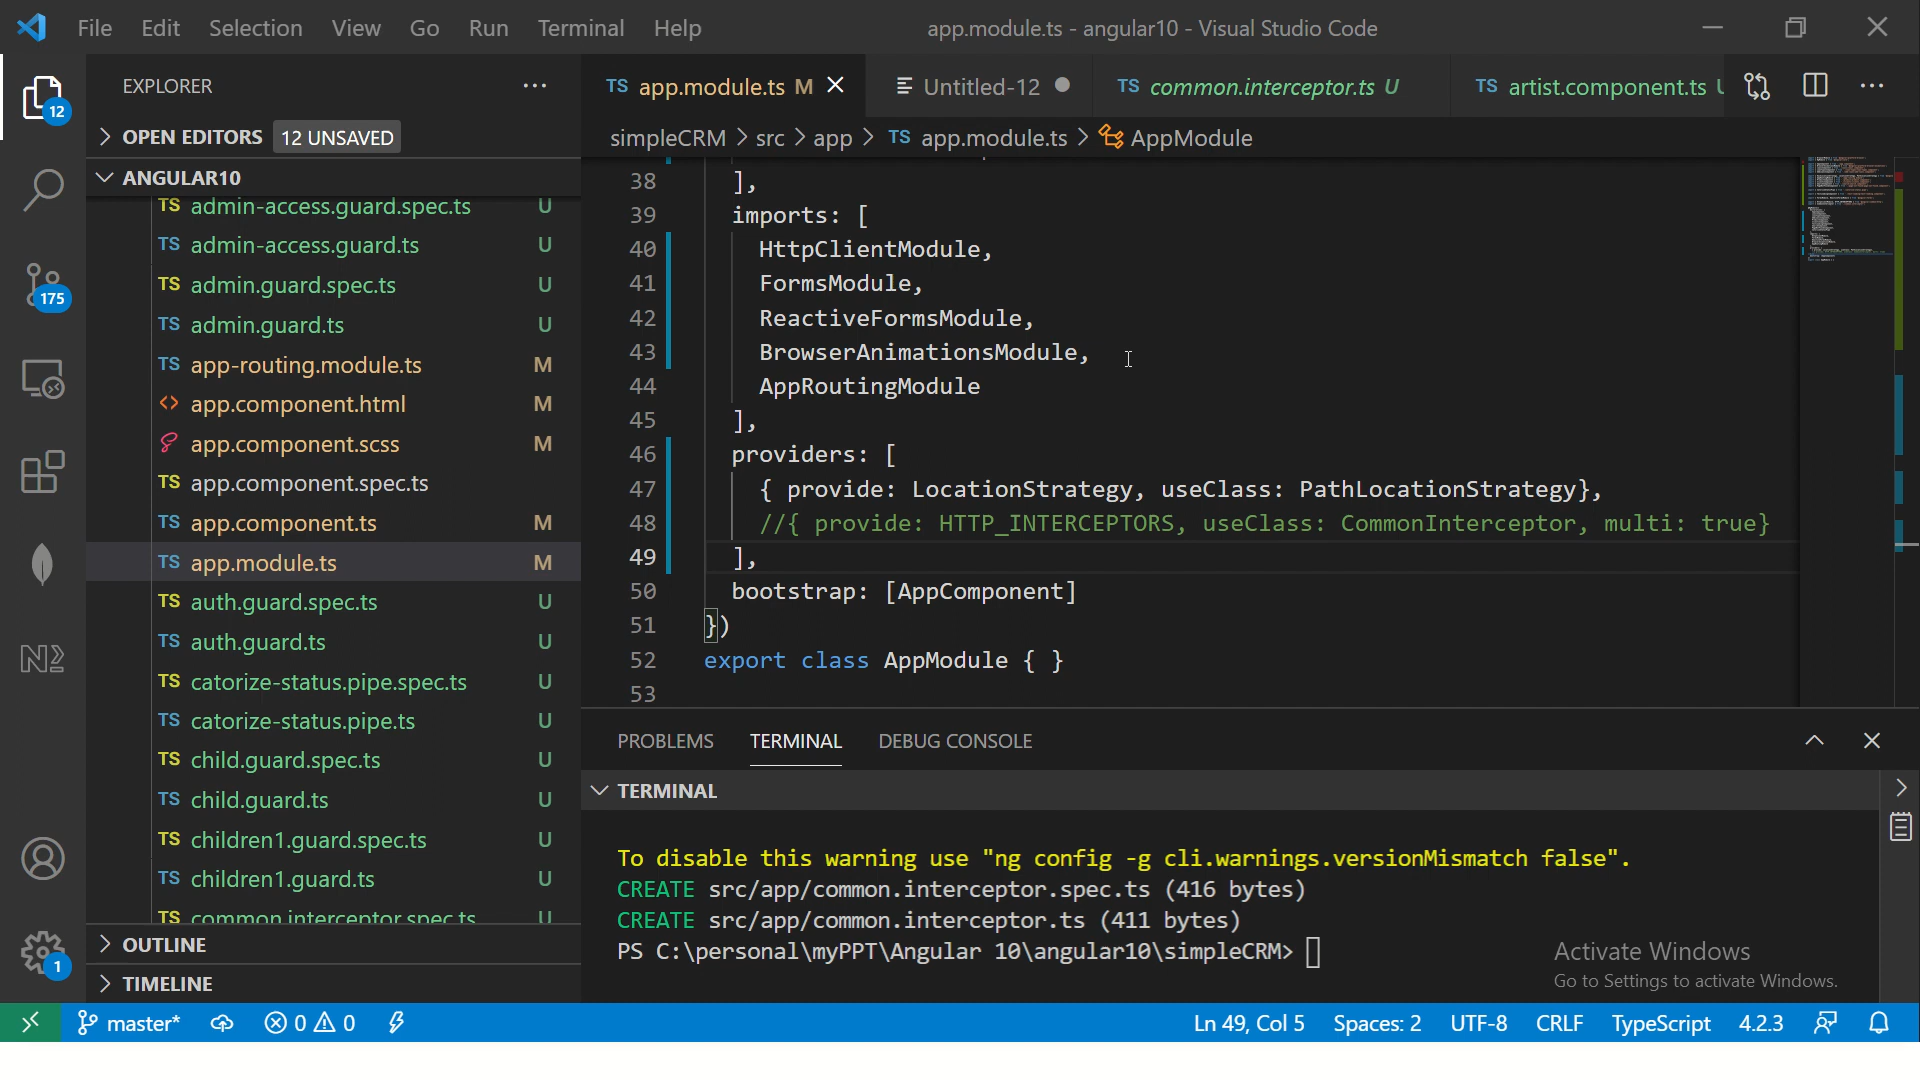 File Edit Selection View Go Run Terminal Help app.module.ts - angular10 - Visual Studio Code
EXPLORER
OPEN EDITORS 12 UNSAVED
ANGULAR10
TS admin-access.guard.spec.ts U
TS admin-access.guard.ts U
TS admin.guard.spec.ts U
TS admin.guard.ts U
TS app-routing.module.ts M
<> app.component.html M
app.component.scss M
TS app.component.spec.ts
TS app.component.ts M
TS app.module.ts M
TS auth.guard.spec.ts U
TS auth.guard.ts U
TS catorize-status.pipe.spec.ts U
TS catorize-status.pipe.ts U
TS child.guard.spec.ts U
TS child.guard.ts U
TS children1.guard.spec.ts U
TS children1.guard.ts U
TS common.interceptor.spec.ts U
OUTLINE
TIMELINE
12
175
1
TS app.module.ts M Untitled-12 TS common.interceptor.ts U TS artist.component.ts U
simpleCRM > src > app > TS app.module.ts > AppModule
38 ],
39 imports: [
40 HttpClientModule,
41 FormsModule,
42 ReactiveFormsModule,
43 BrowserAnimationsModule,
44 AppRoutingModule
45 ],
46 providers: [
47 { provide: LocationStrategy, useClass: PathLocationStrategy},
48 //{ provide: HTTP_INTERCEPTORS, useClass: CommonInterceptor, multi: true}
49 ],
50 bootstrap: [AppComponent]
51 })
52 export class AppModule { }
53
PROBLEMS TERMINAL DEBUG CONSOLE
TERMINAL
To disable this warning use "ng config -g cli.warnings.versionMismatch false".
CREATE src/app/common.interceptor.spec.ts (416 bytes)
CREATE src/app/common.interceptor.ts (411 bytes)
PS C:\personal\myPPT\Angular 10\angular10\simpleCRM>
Activate Windows
Go to Settings to activate Windows.
master* 0 0 Ln 49, Col 5 Spaces: 2 UTF-8 CRLF TypeScript 4.2.3